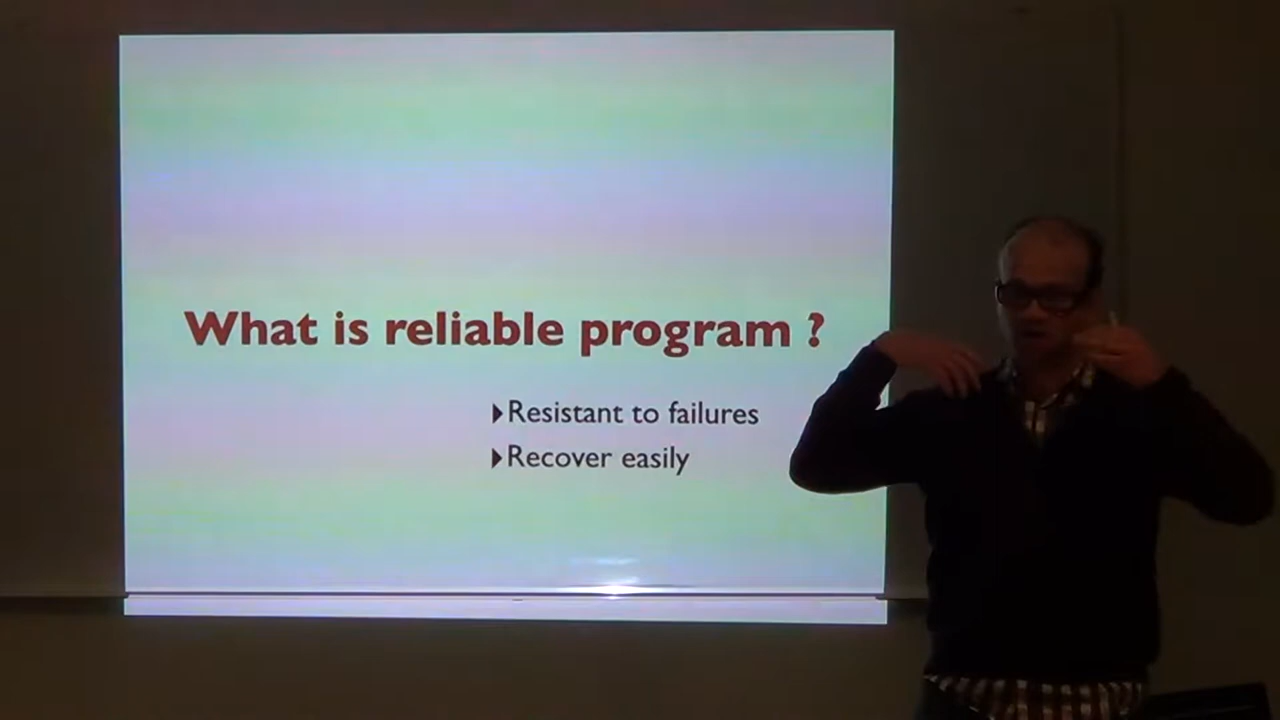 What is reliable program ?
Resistant to failures
Recover easily